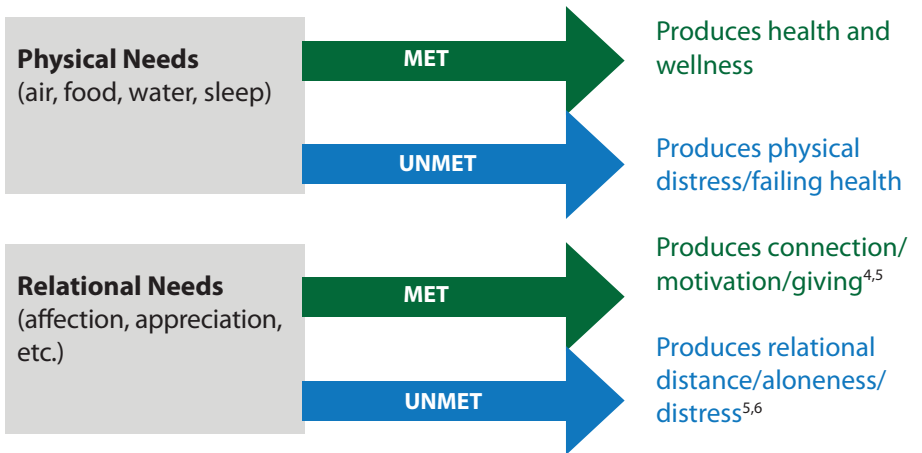 Physical Needs
(air, food, water, sleep)
MET
Produces health and
wellness
UNMET
Produces physical
distress/failing health
Relational Needs
(affection, appreciation,
etc.)
MET
Produces connection/
motivation/giving4,5
UNMET
Produces relational
distance/aloneness/
distress5,6